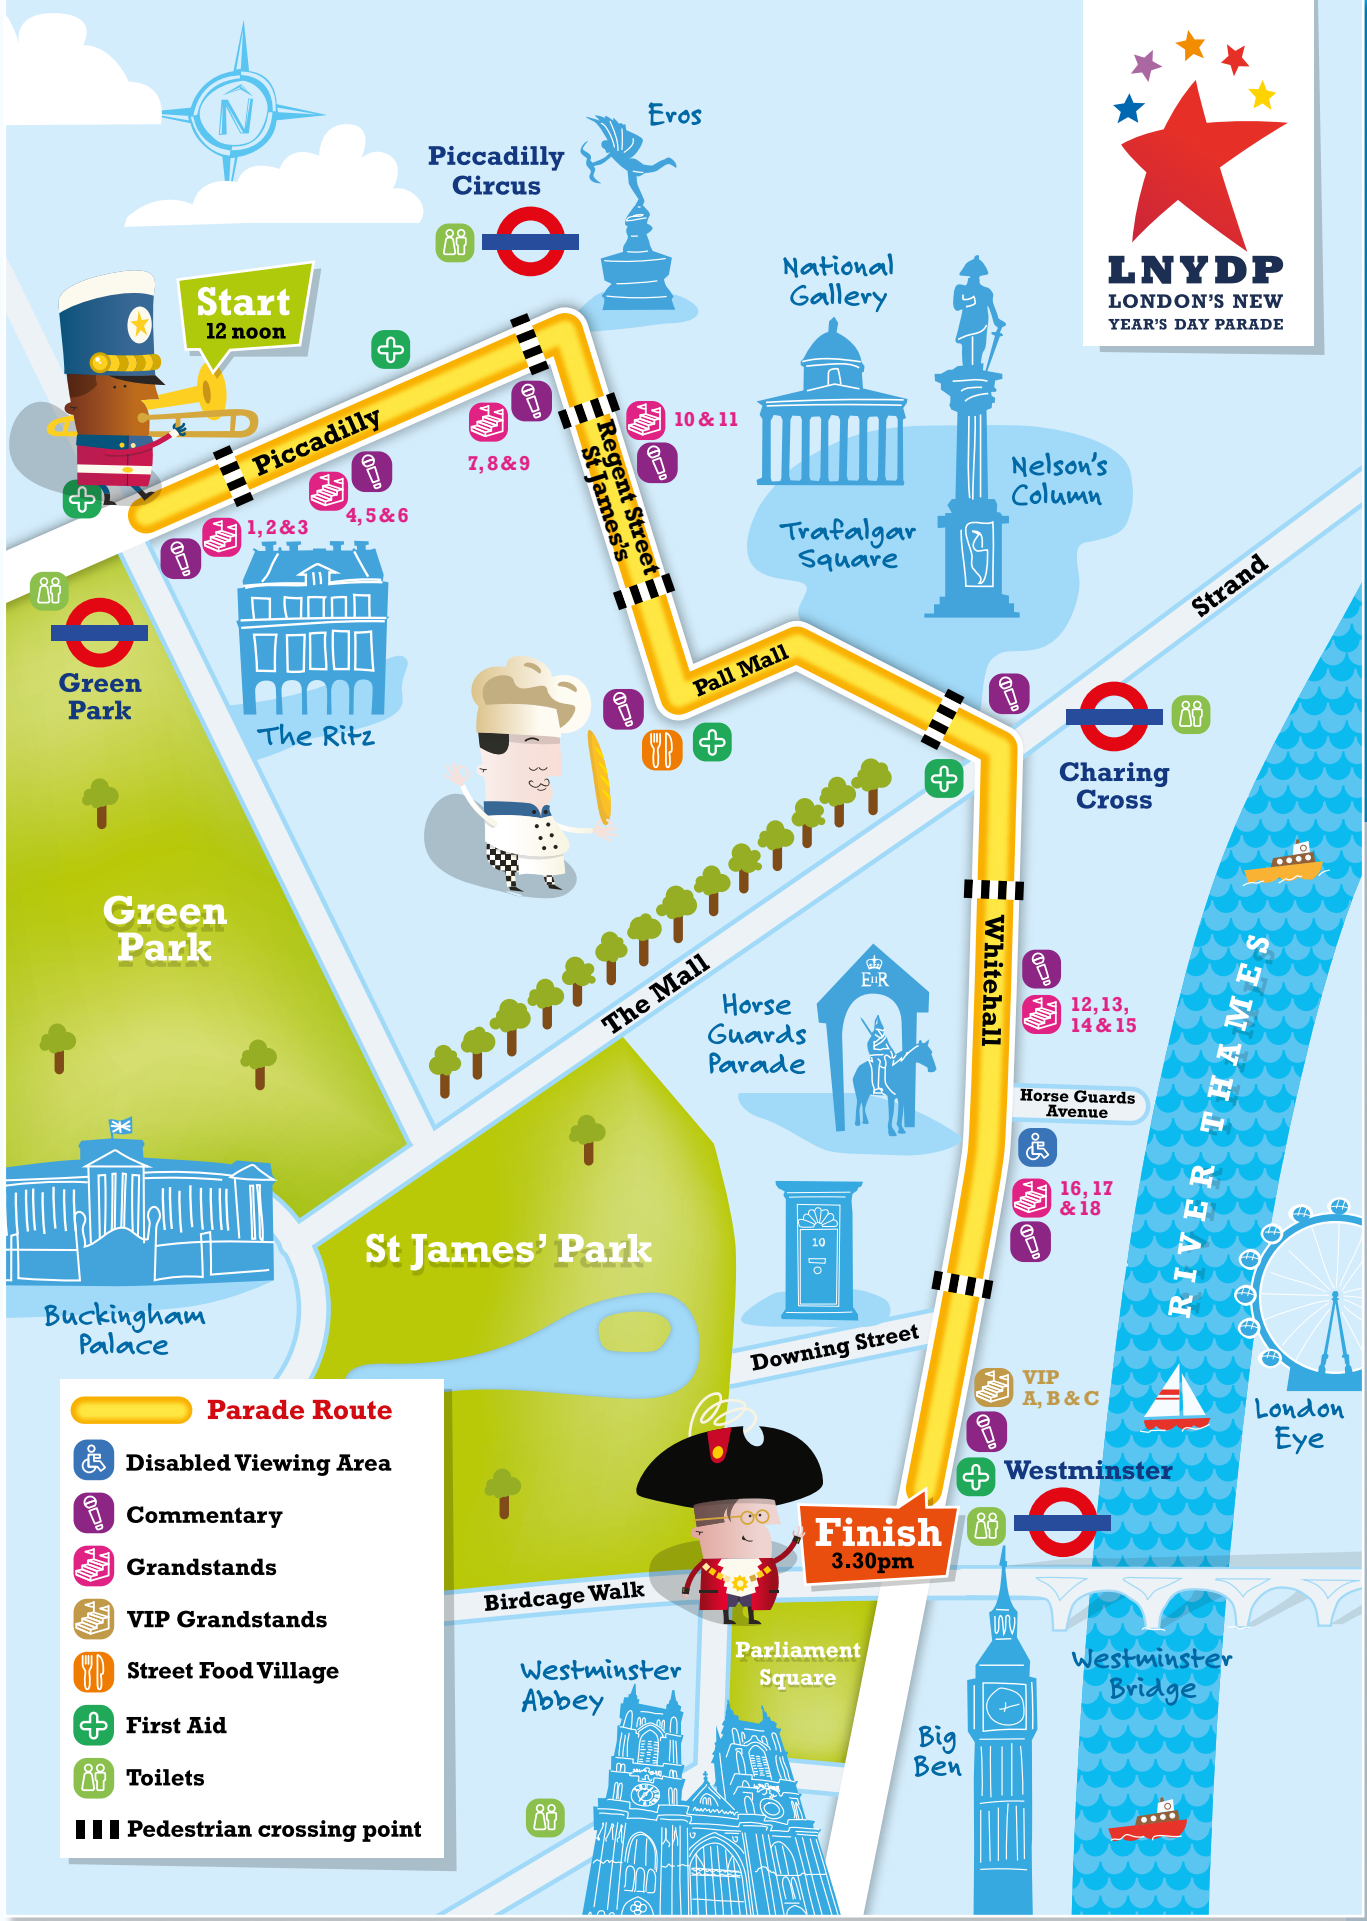 N
Eros
Piccadilly
Circus
LNYDP
LONDON'S NEW
YEAR'S DAY PARADE
Start
12 noon
National
Gallery
Piccadilly
7, 8 & 9
10 & 11
Regent Street
St James's
Nelson's
Column
Trafalgar
Square
4, 5 & 6
1, 2 & 3
Strand
Green
Park
The Ritz
Pall Mall
Charing
Cross
Green
Park
The Mall
Whitehall
EIIR
Horse
Guards
Parade
12, 13,
14 & 15
Horse Guards
Avenue
RIVER THAMES
16, 17
& 18
St James' Park
10
Buckingham
Palace
Downing Street
VIP
A, B & C
London
Eye
Westminster
Finish
3.30pm
Birdcage Walk
Parliament
Square
Westminster
Abbey
Westminster
Bridge
Big
Ben
Parade Route
Disabled Viewing Area
Commentary
Grandstands
VIP Grandstands
Street Food Village
First Aid
Toilets
Pedestrian crossing point